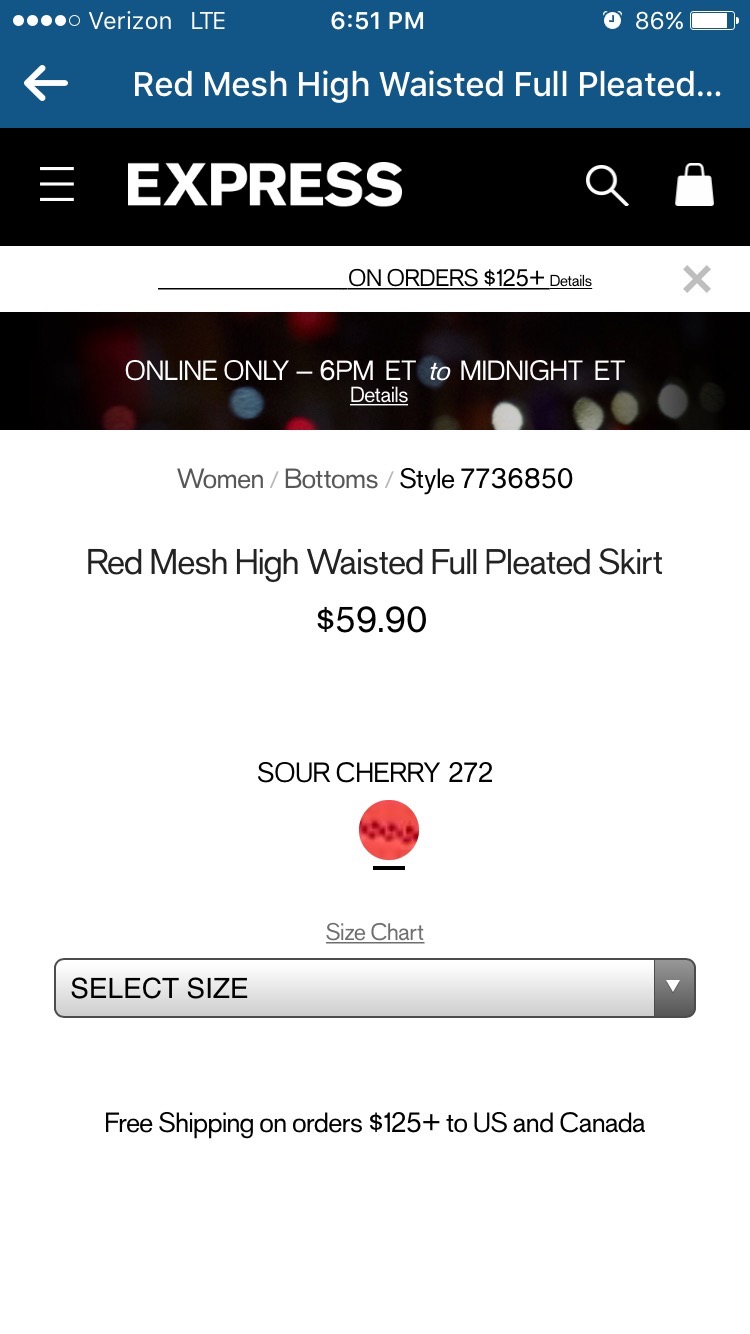 Verizon LTE 6:51 PM 86%
Red Mesh High Waisted Full Pleated...
EXPRESS
ON ORDERS $125+ Details
ONLINE ONLY – 6PM ET to MIDNIGHT ET
Details
Women / Bottoms / Style 7736850
Red Mesh High Waisted Full Pleated Skirt
$59.90
SOUR CHERRY 272
Size Chart
SELECT SIZE
Free Shipping on orders $125+ to US and Canada